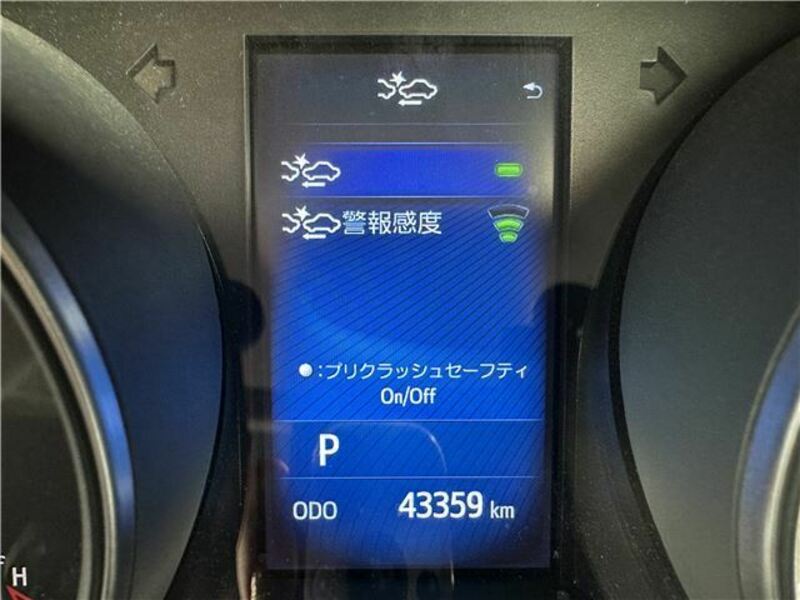 警報感度
:プリクラッシュセーフティ
On/Off
P
ODO 43359 km
H